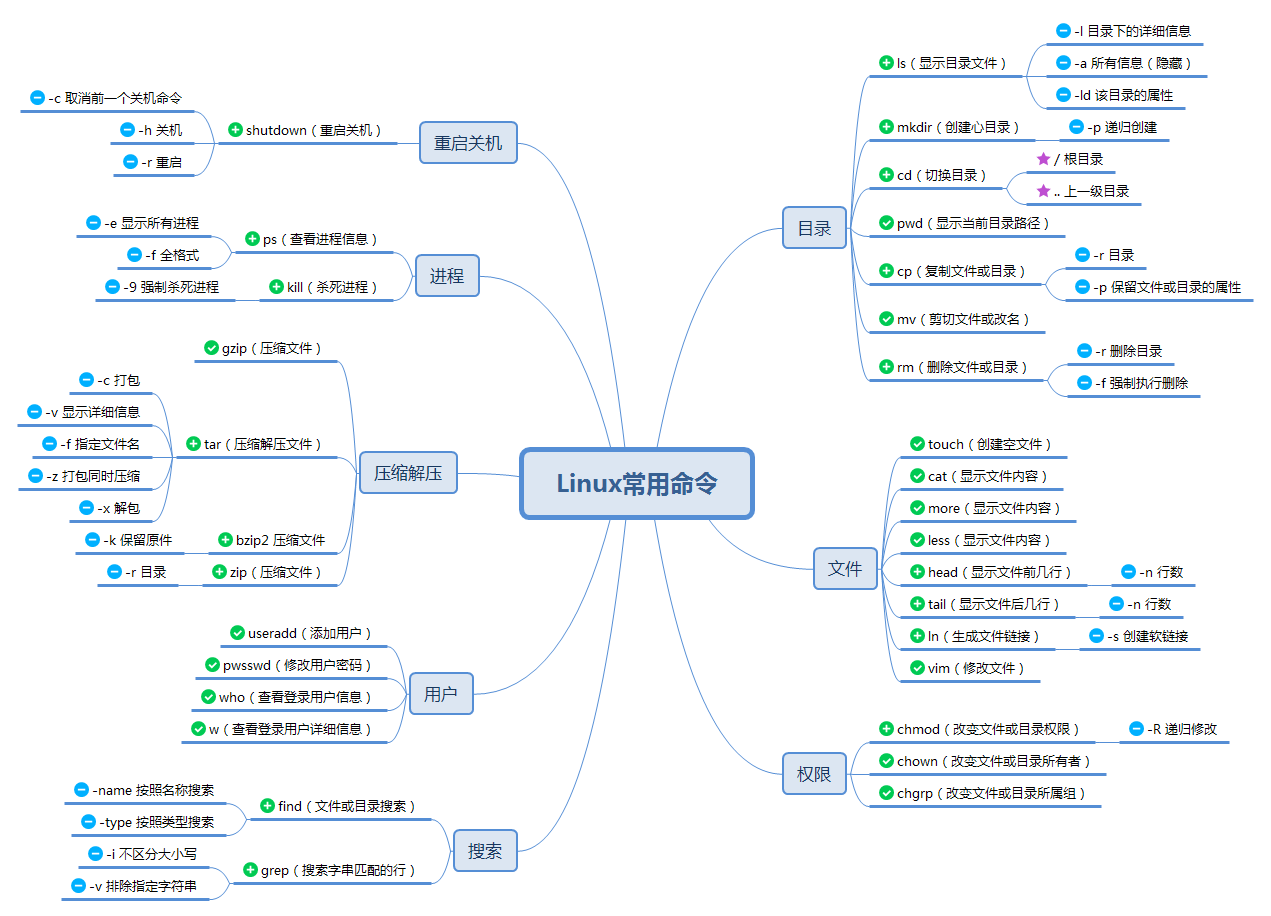 Linux常用命令
目录
ls（显示目录文件）
-l 目录下的详细信息
-a 所有信息（隐藏）
-ld 该目录的属性
mkdir（创建心目录）
-p 递归创建
cd（切换目录）
/ 根目录
.. 上一级目录
pwd（显示当前目录路径）
cp（复制文件或目录）
-r 目录
-p 保留文件或目录的属性
mv（剪切文件或改名）
rm（删除文件或目录）
-r 删除目录
-f 强制执行删除
文件
touch（创建空文件）
cat（显示文件内容）
more（显示文件内容）
less（显示文件内容）
head（显示文件前几行）
-n 行数
tail（显示文件后几行）
-n 行数
ln（生成文件链接）
-s 创建软链接
vim（修改文件）
权限
chmod（改变文件或目录权限）
-R 递归修改
chown（改变文件或目录所有者）
chgrp（改变文件或目录所属组）
重启关机
shutdown（重启关机）
-c 取消前一个关机命令
-h 关机
-r 重启
进程
ps（查看进程信息）
-e 显示所有进程
-f 全格式
kill（杀死进程）
-9 强制杀死进程
压缩解压
gzip（压缩文件）
tar（压缩解压文件）
-c 打包
-v 显示详细信息
-f 指定文件名
-z 打包同时压缩
-x 解包
bzip2 压缩文件
-k 保留原件
zip（压缩文件）
-r 目录
用户
useradd（添加用户）
pwsswd（修改用户密码）
who（查看登录用户信息）
w（查看登录用户详细信息）
搜索
find（文件或目录搜索）
-name 按照名称搜索
-type 按照类型搜索
grep（搜索字串匹配的行）
-i 不区分大小写
-v 排除指定字符串